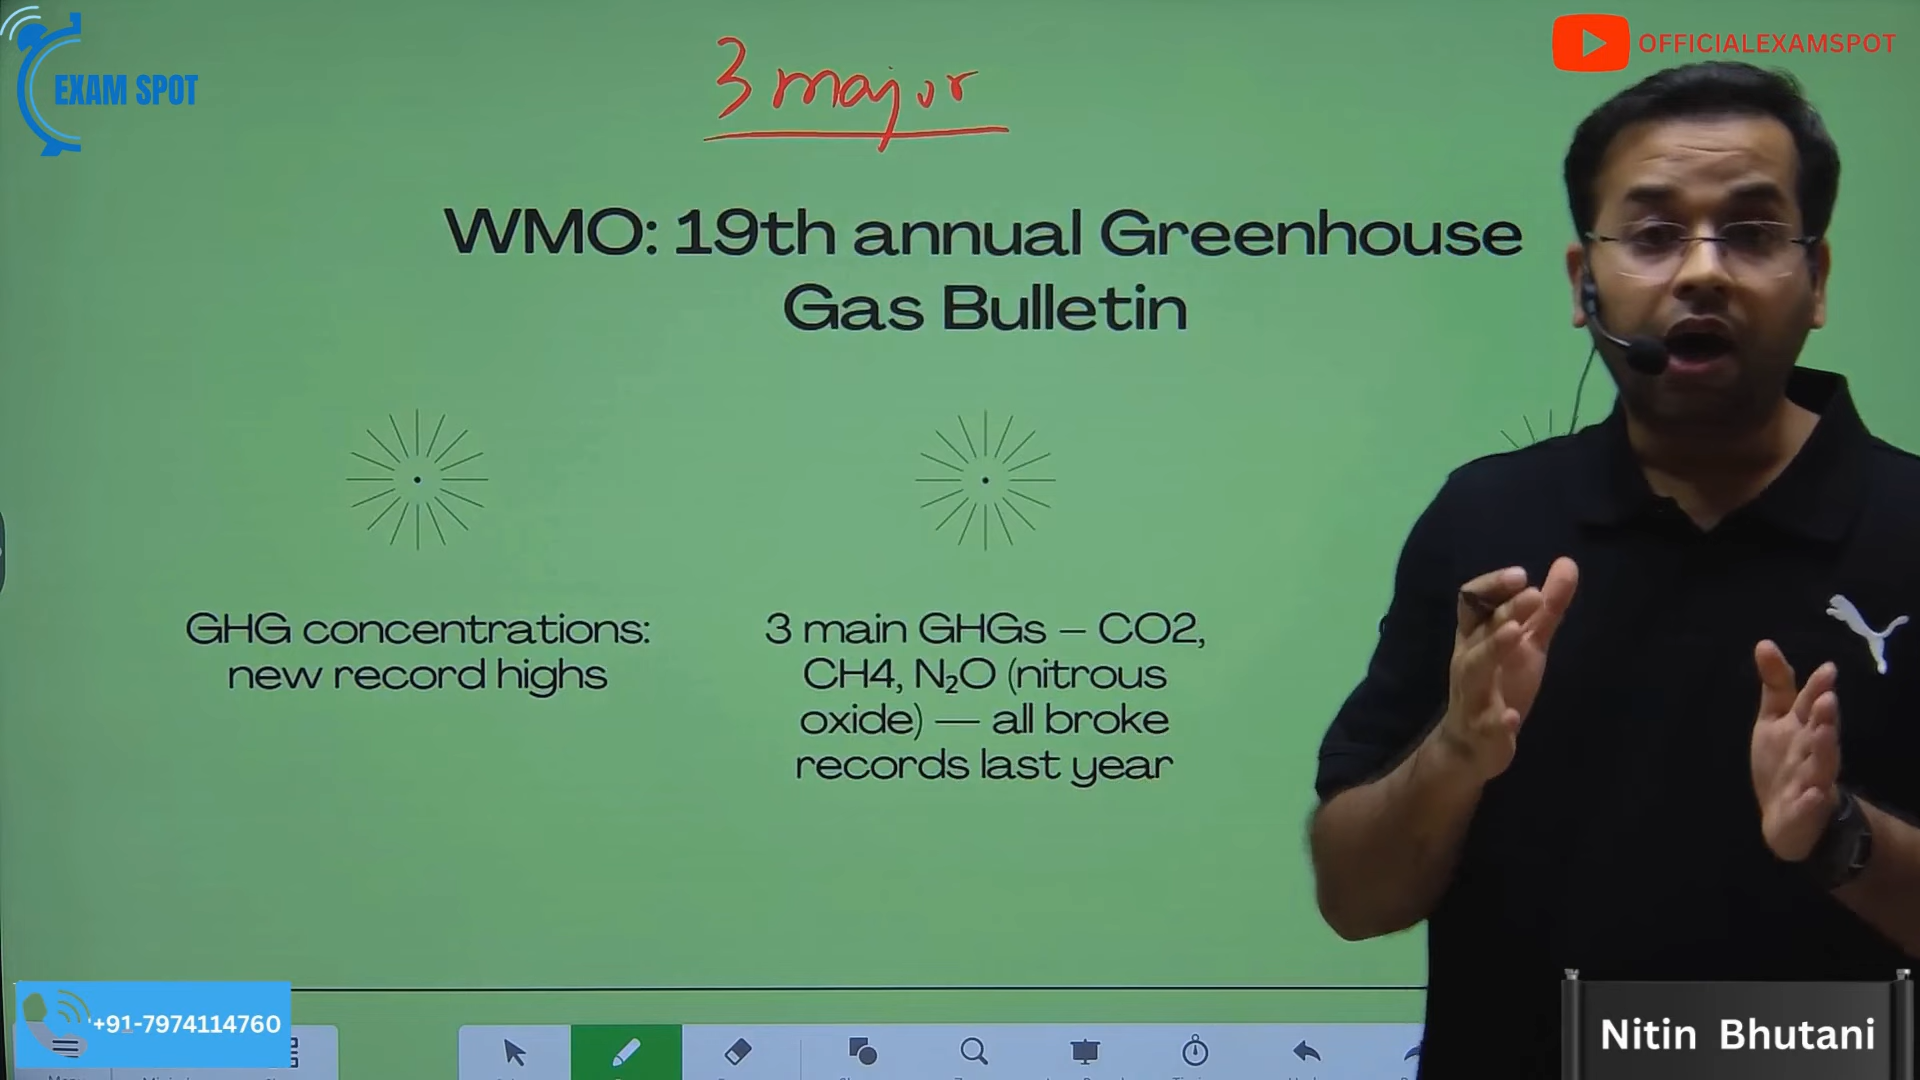 EXAM SPOT
OFFICIALEXAMSPOT
3 major
WMO: 19th annual Greenhouse
Gas Bulletin
GHG concentrations:
new record highs
3 main GHGs – CO2,
CH4, N₂O (nitrous
oxide) — all broke
records last year
+91-7974114760
Nitin Bhutani